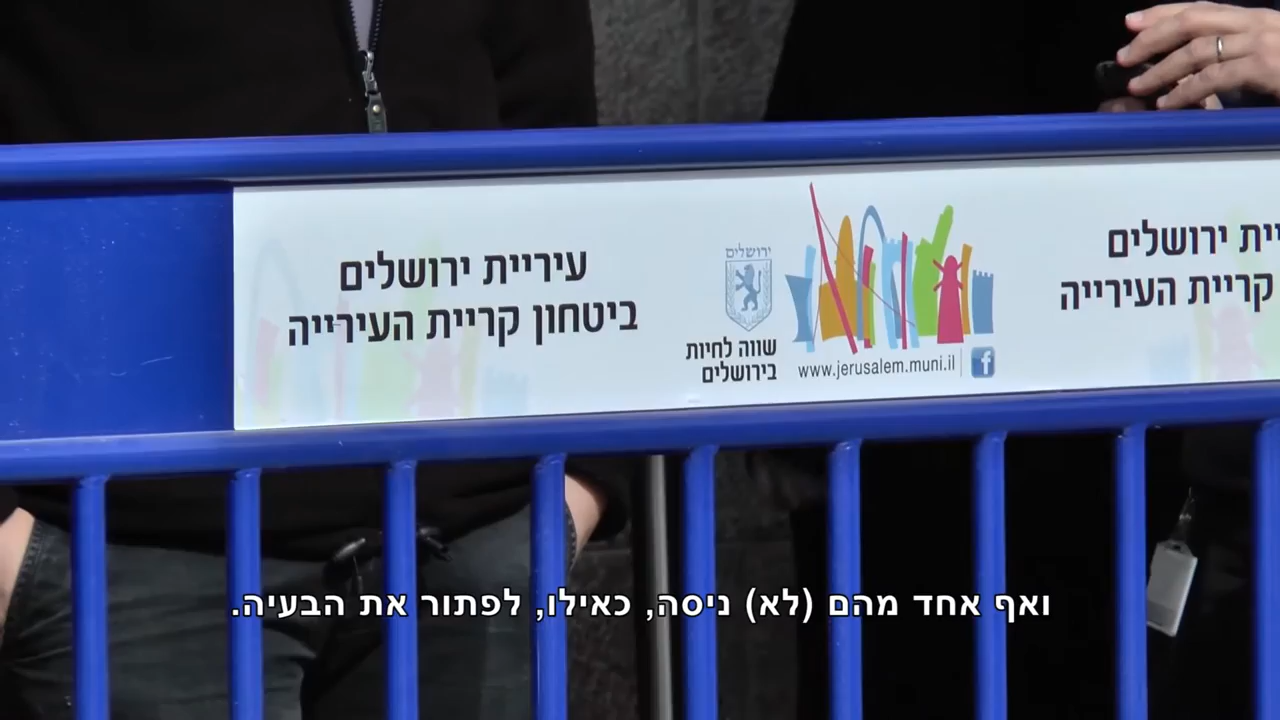 עיריית ירושלים
ביטחון קריית העירייה
ירושלים
שווה לחיות
בירושלים
www.jerusalem.muni.il
f
ירושלים
קריית העירייה
ואף אחד מהם (לא) ניסה, כאילו, לפתור את הבעיה.